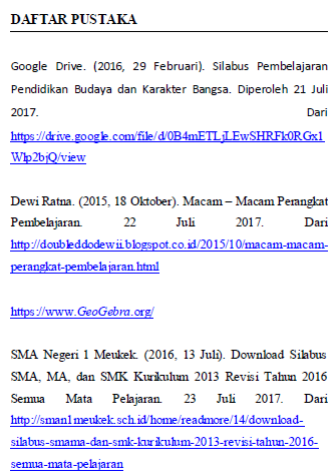 DAFTAR PUSTAKA
Google Drive. (2016, 29 Februari). Silabus Pembelajaran
Pendidikan Budaya dan Karakter Bangsa. Diperoleh 21 Juli
2017. Dari
https://drive.google.com/file/d/0B4mETLjLEwSHRFk0RGx1
Wlp2bjQ/view
Dewi Ratna. (2015, 18 Oktober). Macam – Macam Perangkat
Pembelajaran. 22 Juli 2017. Dari
http://doubleddodewii.blogspot.co.id/2015/10/macam-macam-
perangkat-pembelajaran.html
https://www.GeoGebra.org/
SMA Negeri 1 Meukek. (2016, 13 Juli). Download Silabus
SMA, MA, dan SMK Kurikulum 2013 Revisi Tahun 2016
Semua Mata Pelajaran. 23 Juli 2017. Dari
http://sman1meukek.sch.id/home/readmore/14/download-
silabus-smama-dan-smk-kurikulum-2013-revisi-tahun-2016-
semua-mata-pelajaran